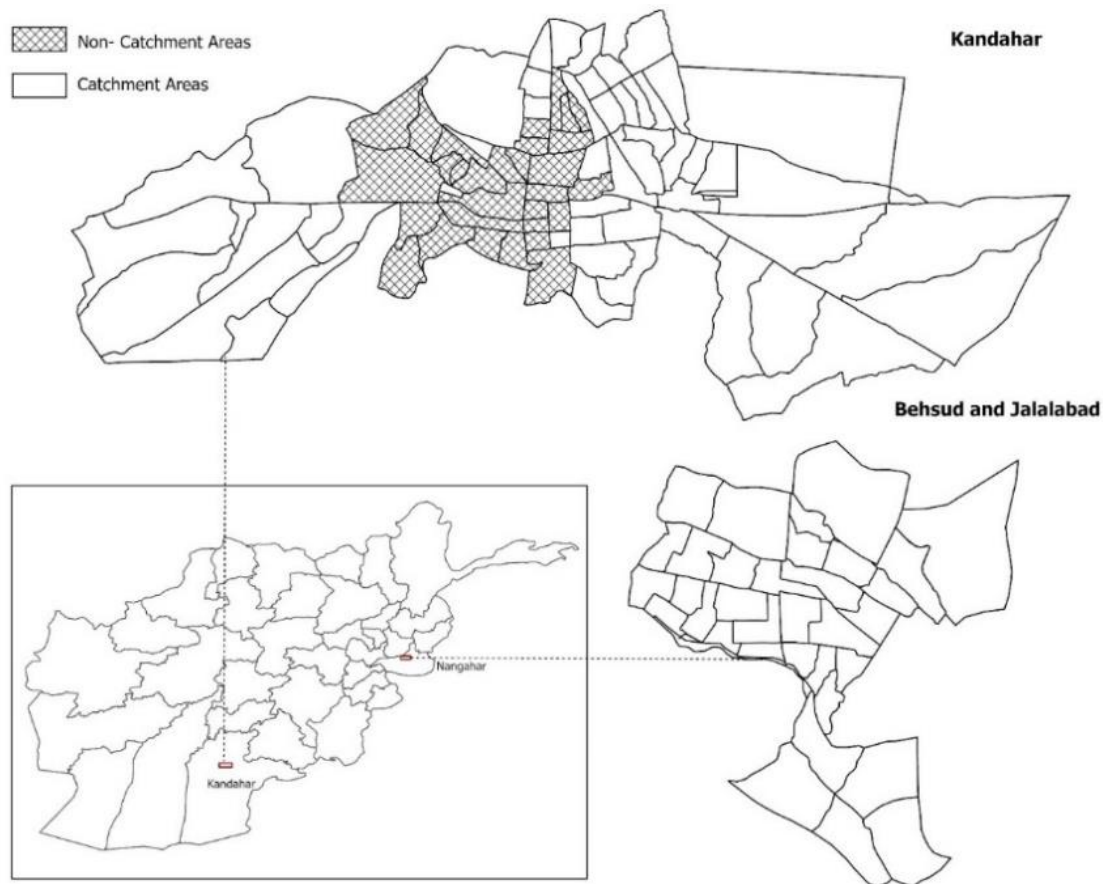 Non- Catchment Areas
Kandahar
Catchment Areas
Behsud and Jalalabad
Nangahar
Kandahar